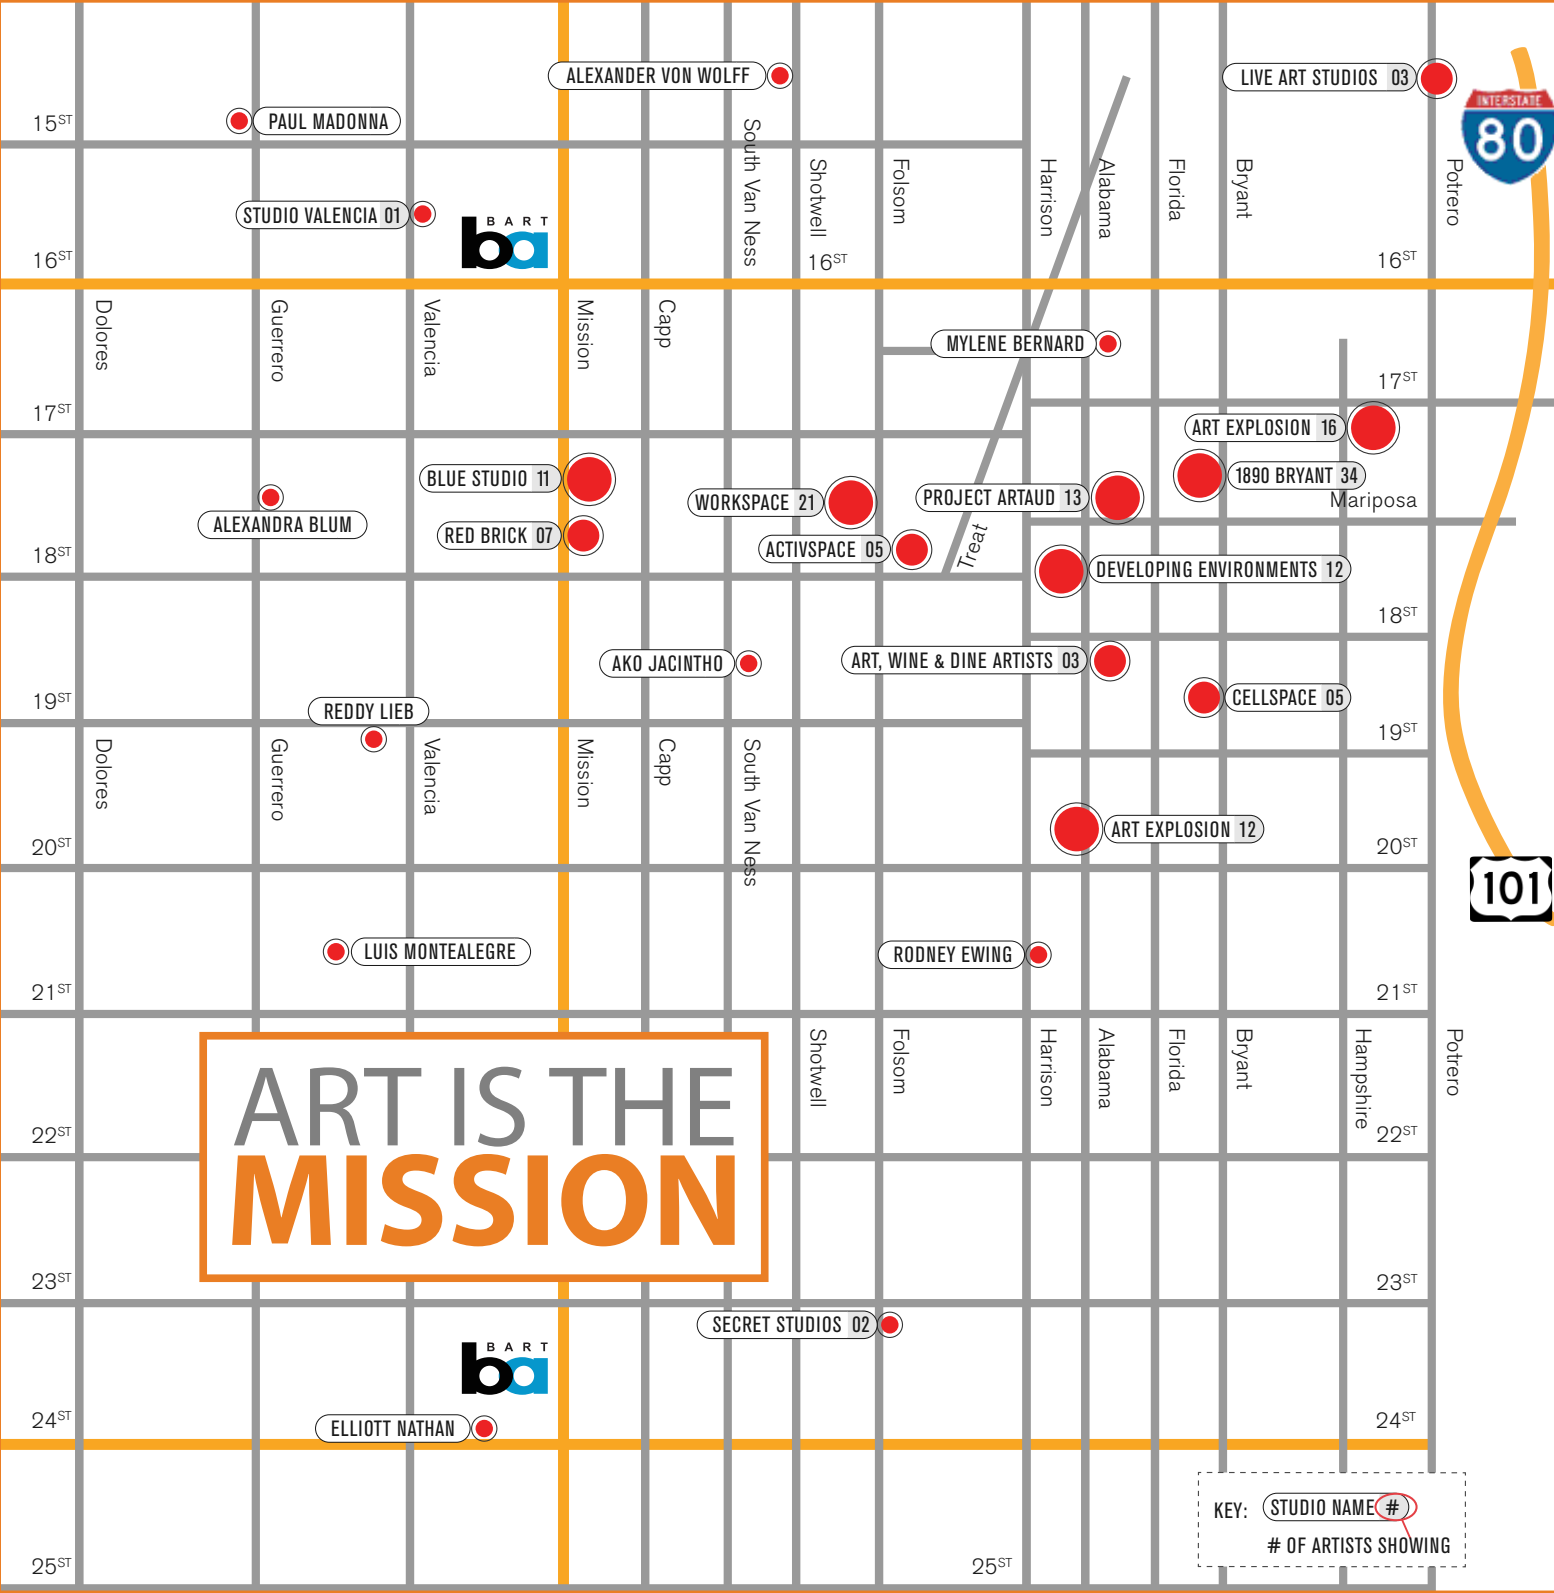 ALEXANDER VON WOLFF
LIVE ART STUDIOS 03
INTERSTATE
80
15ST
PAUL MADONNA
South Van Ness
Shotwell
Folsom
Harrison
Alabama
Florida
Bryant
Potrero
STUDIO VALENCIA 01
BART
ba
16ST
16ST
16ST
Dolores
Guerrero
Valencia
Mission
Capp
MYLENE BERNARD
17ST
17ST
ART EXPLOSION 16
BLUE STUDIO 11
1890 BRYANT 34
WORKSPACE 21
PROJECT ARTAUD 13
Mariposa
ALEXANDRA BLUM
RED BRICK 07
ACTIVSPACE 05
Treat
18ST
DEVELOPING ENVIRONMENTS 12
18ST
AKO JACINTHO
ART, WINE & DINE ARTISTS 03
19ST
CELLSPACE 05
REDDY LIEB
19ST
Dolores
Guerrero
Valencia
Mission
Capp
South Van Ness
ART EXPLOSION 12
20ST
20ST
101
LUIS MONTEALEGRE
RODNEY EWING
21ST
21ST
Shotwell
Folsom
Harrison
Alabama
Florida
Bryant
Hampshire
Potrero
ART IS THE
MISSION
22ST
22ST
23ST
23ST
SECRET STUDIOS 02
BART
ba
24ST
ELLIOTT NATHAN
24ST
KEY: STUDIO NAME #
# OF ARTISTS SHOWING
25ST
25ST